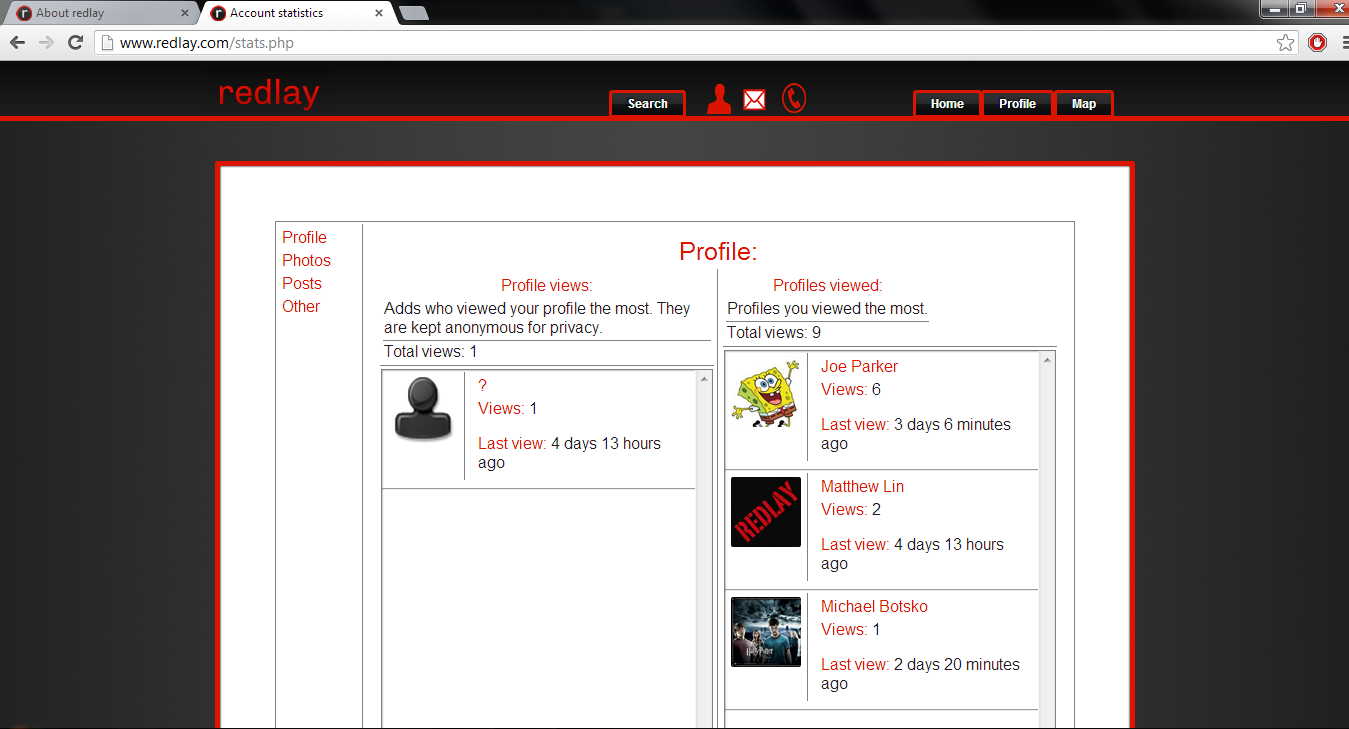 About redlay
Account statistics
www.redlay.com/stats.php
redlay
Search
Home
Profile
Map
Profile
Photos
Posts
Other
Profile:
Profile views:
Adds who viewed your profile the most. They
are kept anonymous for privacy.
Total views: 1
?
Views: 1
Last view: 4 days 13 hours
ago
Profiles viewed:
Profiles you viewed the most.
Total views: 9
Joe Parker
Views: 6
Last view: 3 days 6 minutes
ago
REDLAY
Matthew Lin
Views: 2
Last view: 4 days 13 hours
ago
Harry Potter
Michael Botsko
Views: 1
Last view: 2 days 20 minutes
ago